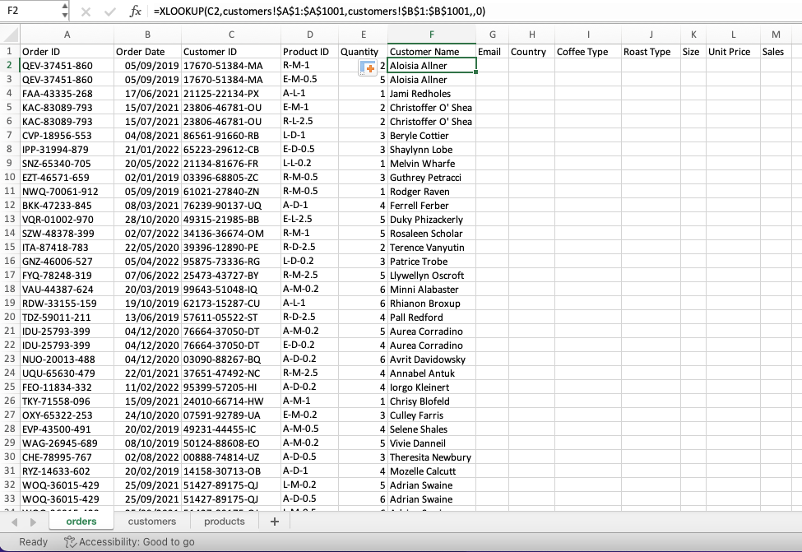 F2 fx =XLOOKUP(C2,customers!$A$1:$A$1001,customers!$B$1:$B$1001,,0)
A B C D E F G H I J K L M
1 Order ID Order Date Customer ID Product ID Quantity Customer Name Email Country Coffee Type Roast Type Size Unit Price Sales
2 QEV-37451-860 05/09/2019 17670-51384-MA R-M-1 2 Aloisia Allner
3 QEV-37451-860 05/09/2019 17670-51384-MA E-M-0.5 5 Aloisia Allner
4 FAA-43335-268 17/06/2021 21125-22134-PX A-L-1 1 Jami Redholes
5 KAC-83089-793 15/07/2021 23806-46781-OU E-M-1 2 Christoffer O' Shea
6 KAC-83089-793 15/07/2021 23806-46781-OU R-L-2.5 2 Christoffer O' Shea
7 CVP-18956-553 04/08/2021 86561-91660-RB L-D-1 3 Beryle Cottier
8 IPP-31994-879 21/01/2022 65223-29612-CB E-D-0.5 3 Shaylynn Lobe
9 SNZ-65340-705 20/05/2022 21134-81676-FR L-L-0.2 1 Melvin Wharfe
10 EZT-46571-659 02/01/2019 03396-68805-ZC R-M-0.5 3 Guthrey Petracci
11 NWQ-70061-912 05/09/2019 61021-27840-ZN R-M-0.5 1 Rodger Raven
12 BKK-47233-845 08/03/2021 76239-90137-UQ A-D-1 4 Ferrell Ferber
13 VQR-01002-970 28/10/2020 49315-21985-BB E-L-2.5 5 Duky Phizackerly
14 SZW-48378-399 02/07/2022 34136-36674-OM R-M-1 5 Rosaleen Scholar
15 ITA-87418-783 22/05/2020 39396-12890-PE R-D-2.5 2 Terence Vanyutin
16 GNZ-46006-527 05/04/2022 95875-73336-RG L-D-0.2 3 Patrice Trobe
17 FYQ-78248-319 07/06/2022 25473-43727-BY R-M-2.5 5 Llywellyn Oscroft
18 VAU-44387-624 20/03/2019 99643-51048-IQ A-M-0.2 6 Minni Alabaster
19 RDW-33155-159 19/10/2019 62173-15287-CU A-L-1 6 Rhianon Broxup
20 TDZ-59011-211 13/06/2019 57611-05522-ST R-D-2.5 4 Pall Redford
21 IDU-25793-399 04/12/2020 76664-37050-DT A-M-0.2 5 Aurea Corradino
22 IDU-25793-399 04/12/2020 76664-37050-DT E-D-0.2 4 Aurea Corradino
23 NUO-20013-488 04/12/2020 03090-88267-BQ A-D-0.2 6 Avrit Davidowsky
24 UQU-65630-479 22/01/2021 37651-47492-NC R-M-2.5 4 Annabel Antuk
25 FEO-11834-332 11/02/2022 95399-57205-HI A-D-0.2 4 Iorgo Kleinert
26 TKY-71558-096 15/09/2021 24010-66714-HW A-M-1 1 Chrisy Blofeld
27 OXY-65322-253 24/10/2020 07591-92789-UA E-M-0.2 3 Culley Farris
28 EVP-43500-491 20/02/2019 49231-44455-IC A-M-0.5 4 Selene Shales
29 WAG-26945-689 08/10/2019 50124-88608-EO A-M-0.2 5 Vivie Danneil
30 CHE-78995-767 02/08/2022 00888-74814-UZ A-D-0.5 3 Theresita Newbury
31 RYZ-14633-602 20/02/2019 14158-30713-OB A-D-1 4 Mozelle Calcutt
32 WOQ-36015-429 25/09/2021 51427-89175-QJ L-M-0.2 5 Adrian Swaine
33 WOQ-36015-429 25/09/2021 51427-89175-QJ A-D-0.5 6 Adrian Swaine
orders customers products +
Ready Accessibility: Good to go